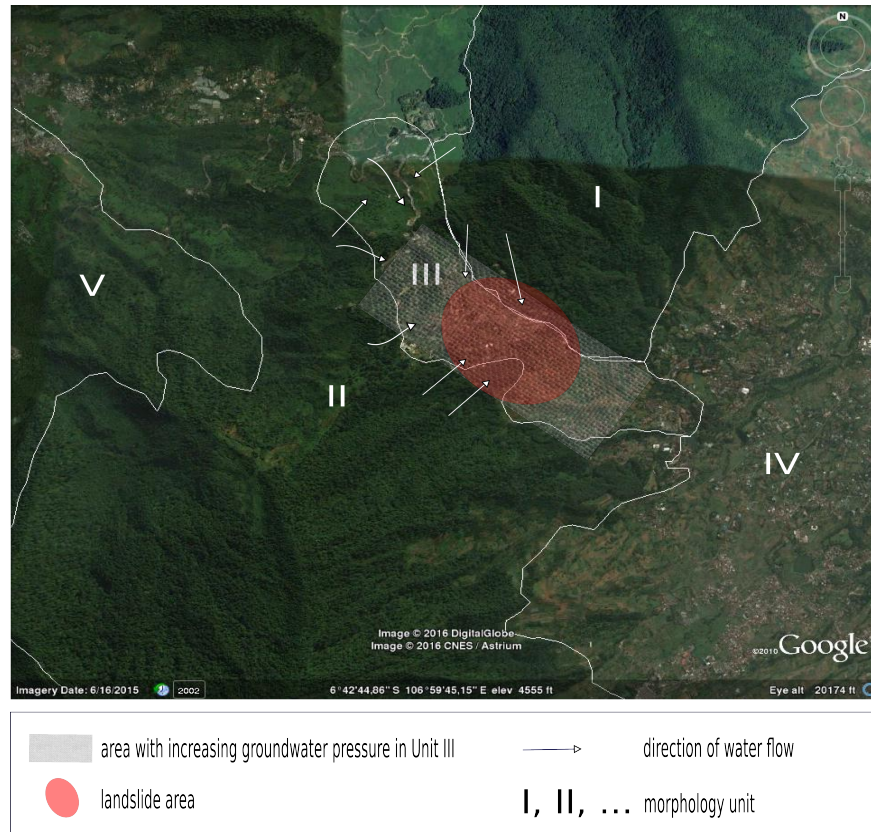 N
I
III
V
II
IV
Image © 2016 DigitalGlobe
Image © 2016 CNES / Astrium
©2016 Google
Imagery Date: 6/16/2015 2002 6°42'44,86" S 106°59'45,15" E elev 4555 ft Eye alt 20174 ft
area with increasing groundwater pressure in Unit III
direction of water flow
landslide area
I, II, ... morphology unit